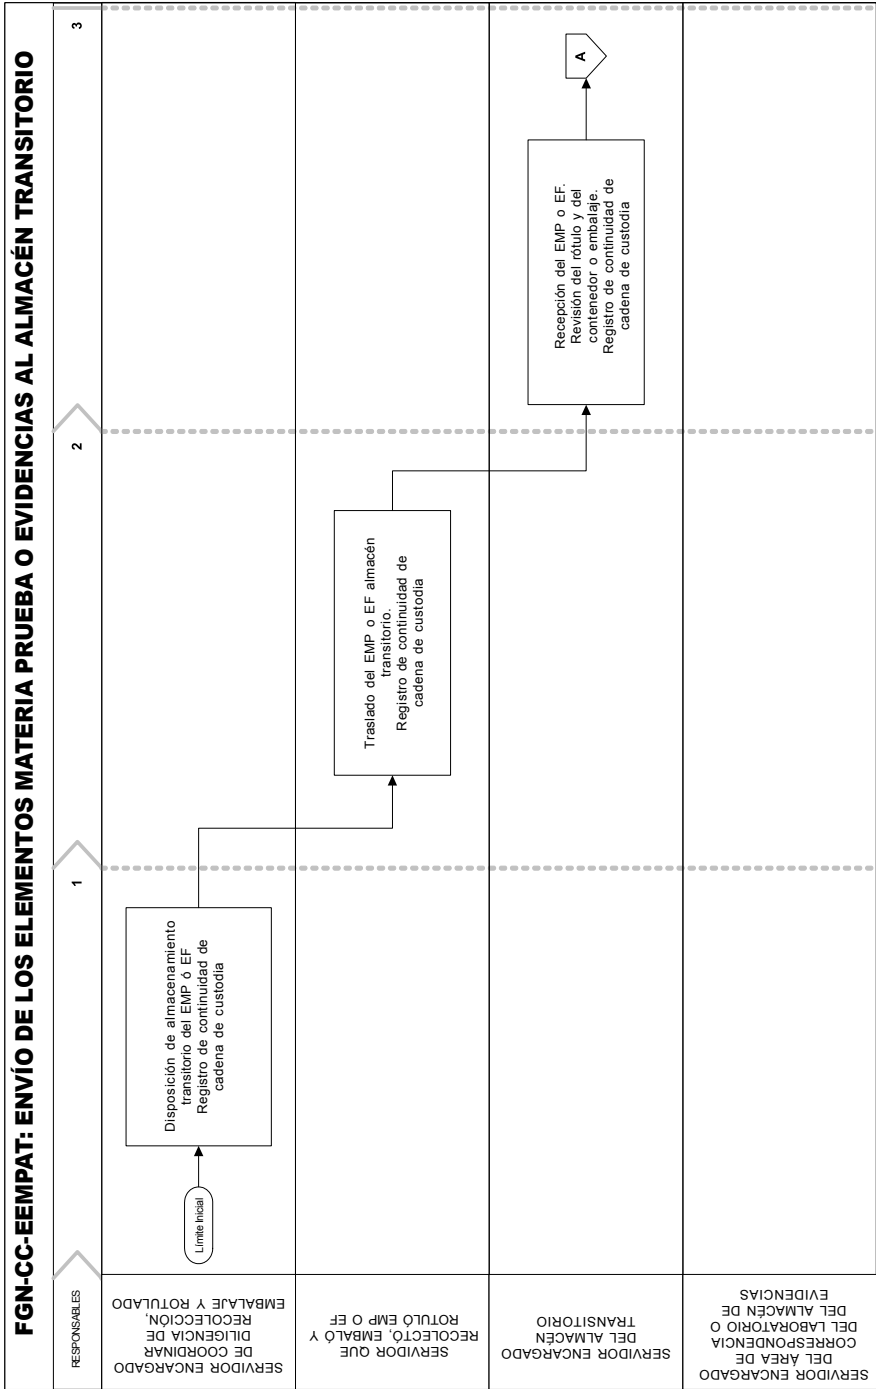 FGN-CC-EEMPAT: ENVÍO DE LOS ELEMENTOS MATERIA PRUEBA O EVIDENCIAS AL ALMACÉN TRANSITORIO
RESPONSABLES
1
2
3
SERVIDOR ENCARGADO
DE COORDINAR
DILIGENCIA DE
RECOLECCIÓN,
EMBALAJE Y ROTULADO
Límite Inicial
Disposición de almacenamiento
transitorio del EMP ó EF
Registro de continuidad de
cadena de custodia
SERVIDOR QUE
RECOLECTÓ, EMBALÓ Y
ROTULÓ EMP O EF
Traslado del EMP o EF almacén
transitorio.
Registro de continuidad de
cadena de custodia
SERVIDOR ENCARGADO
DEL ALMACÉN
TRANSITORIO
Recepción del EMP o EF.
Revisión del rótulo y del
contenedor o embalaje.
Registro de continuidad de
cadena de custodia
A
SERVIDOR ENCARGADO
DEL ÁREA DE
CORRESPONDENCIA
DEL LABORATORIO O
DEL ALMACÉN DE
EVIDENCIAS